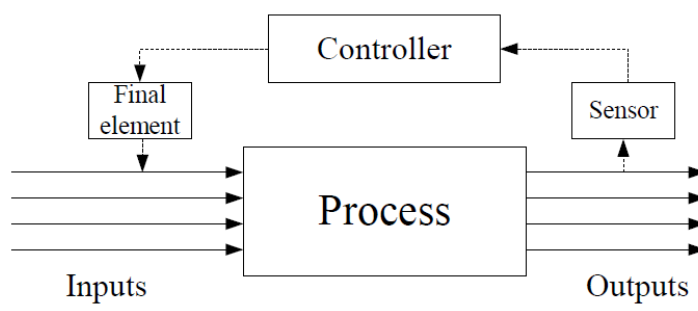 Controller
Final
element
Sensor
Process
Inputs
Outputs